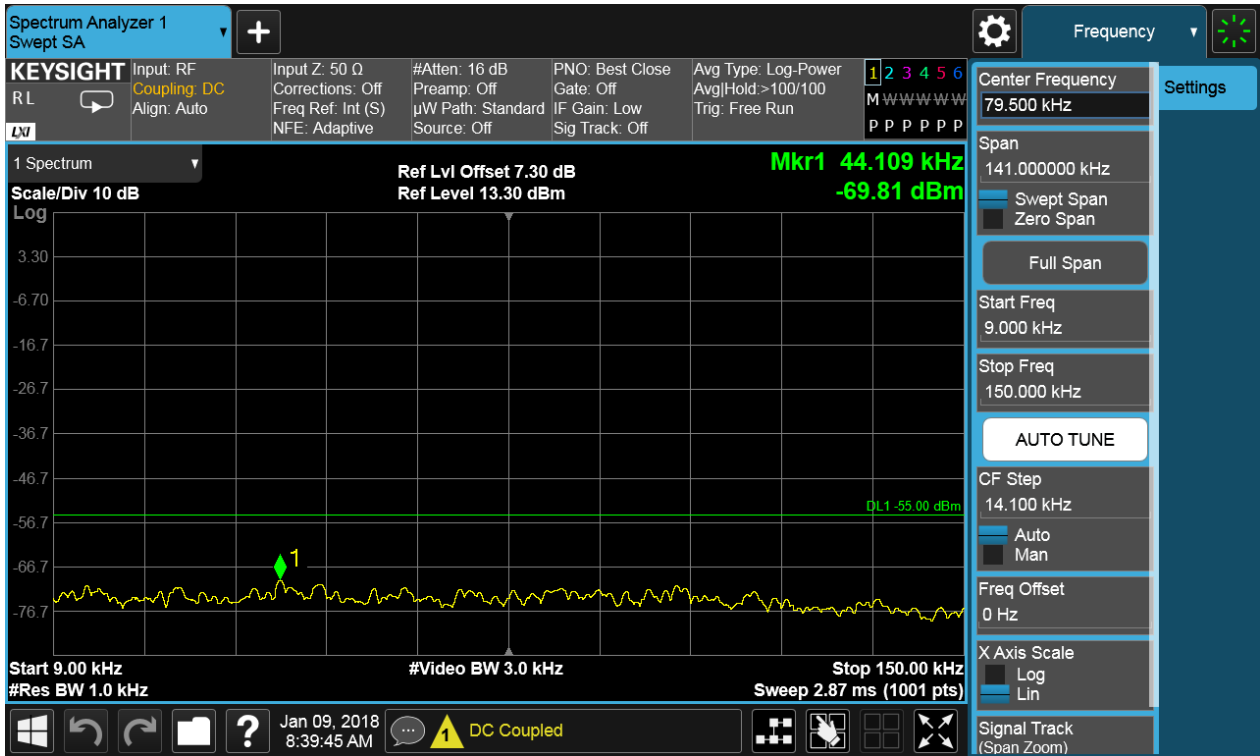 Spectrum Analyzer 1
Swept SA
+
Frequency
KEYSIGHT
RL
LXI
Input: RF
Coupling: DC
Align: Auto
Input Z: 50 Ω
Corrections: Off
Freq Ref: Int (S)
NFE: Adaptive
#Atten: 16 dB
Preamp: Off
µW Path: Standard
Source: Off
PNO: Best Close
Gate: Off
IF Gain: Low
Sig Track: Off
Avg Type: Log-Power
Avg|Hold:>100/100
Trig: Free Run
1 2 3 4 5 6
M W W W W W
P P P P P P
1 Spectrum
Scale/Div 10 dB
Log
Ref Lvl Offset 7.30 dB
Ref Level 13.30 dBm
Mkr1 44.109 kHz
-69.81 dBm
3.30
-6.70
-16.7
-26.7
-36.7
-46.7
-56.7
-66.7
-76.7
DL1 -55.00 dBm
1
Start 9.00 kHz
#Res BW 1.0 kHz
#Video BW 3.0 kHz
Stop 150.00 kHz
Sweep 2.87 ms (1001 pts)
Center Frequency
79.500 kHz
Settings
Span
141.000000 kHz
Swept Span
Zero Span
Full Span
Start Freq
9.000 kHz
Stop Freq
150.000 kHz
AUTO TUNE
CF Step
14.100 kHz
Auto
Man
Freq Offset
0 Hz
X Axis Scale
Log
Lin
Signal Track
(Span Zoom)
?
Jan 09, 2018
8:39:45 AM
1
DC Coupled